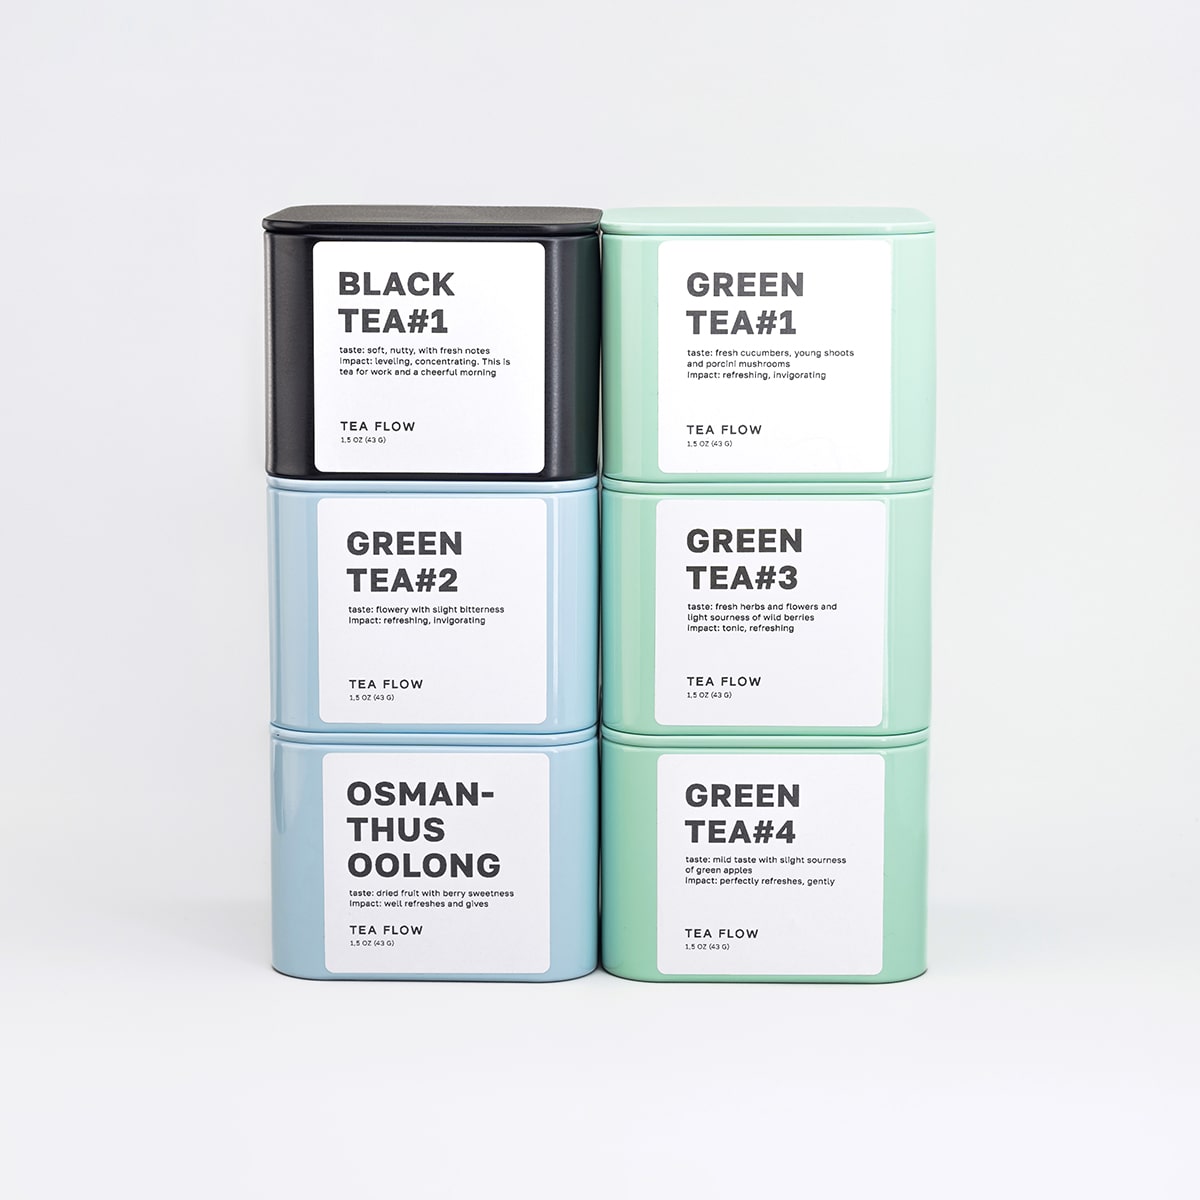 BLACK
TEA#1
taste: soft, nutty, with fresh notes
impact: leveling, concentrating. This is
tea for work and a cheerful morning
TEA FLOW
1,5 OZ (43 G)
GREEN
TEA#1
taste: fresh cucumbers, young shoots
and porcini mushrooms
impact: refreshing, invigorating
TEA FLOW
1,5 OZ (43 G)
GREEN
TEA#2
taste: flowery with slight bitterness
impact: refreshing, invigorating
TEA FLOW
1,5 OZ (43 G)
GREEN
TEA#3
taste: fresh herbs and flowers and
light sourness of wild berries
impact: tonic, refreshing
TEA FLOW
1,5 OZ (43 G)
OSMAN-
THUS
OOLONG
taste: dried fruit with berry sweetness
impact: well refreshes and gives
TEA FLOW
1,5 OZ (43 G)
GREEN
TEA#4
taste: mild taste with slight sourness
of green apples
impact: perfectly refreshes, gently
TEA FLOW
1,5 OZ (43 G)